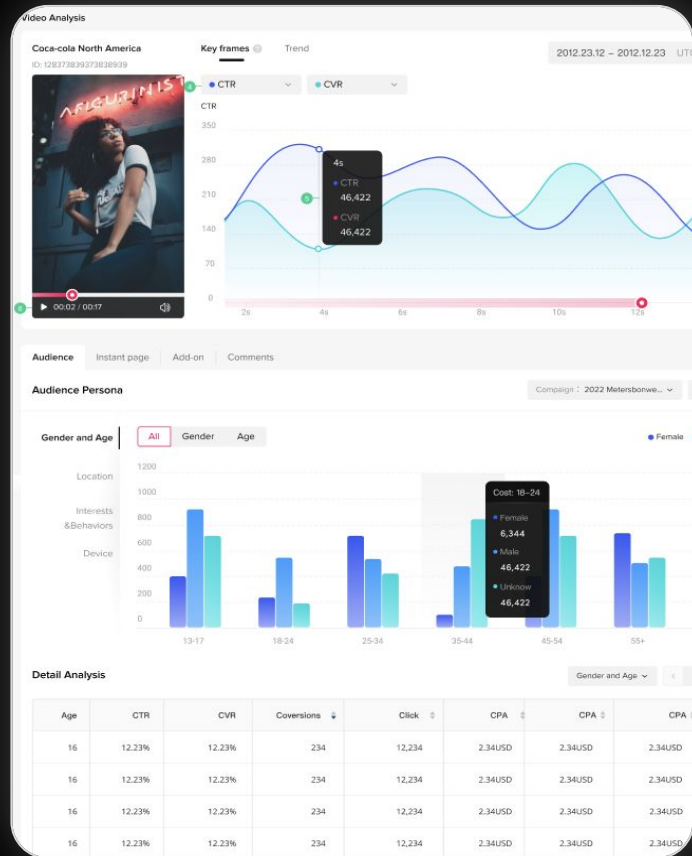 Video Analysis
Coca-cola North America
ID: 128373839373838939
Key frames
Trend
2012.23.12 – 2012.12.23 UTC
4
CTR
CVR
CTR
350
280
210
140
70
0
4s
CTR
46,422
CVR
46,422
5
2s 4s 6s 8s 10s 12s
AFIGURINIST
00:02 / 00:17
Audience Instant page Add-on Comments
Audience Persona
Campaign : 2022 Metersbonwe...
Gender and Age
Location
Interests
&Behaviors
Device
All Gender Age
Female
1200
1000
800
600
400
200
0
Cost: 18–24
Female
6,344
Male
46,422
Unknow
46,422
13-17 18-24 25-34 35-44 45-54 55+
Detail Analysis
Gender and Age
Age CTR CVR Coversions Click CPA CPA CPA
16 12.23% 12.23% 234 12,234 2.34USD 2.34USD 2.34USD
16 12.23% 12.23% 234 12,234 2.34USD 2.34USD 2.34USD
16 12.23% 12.23% 234 12,234 2.34USD 2.34USD 2.34USD
16 12.23% 12.23% 234 12,234 2.34USD 2.34USD 2.34USD